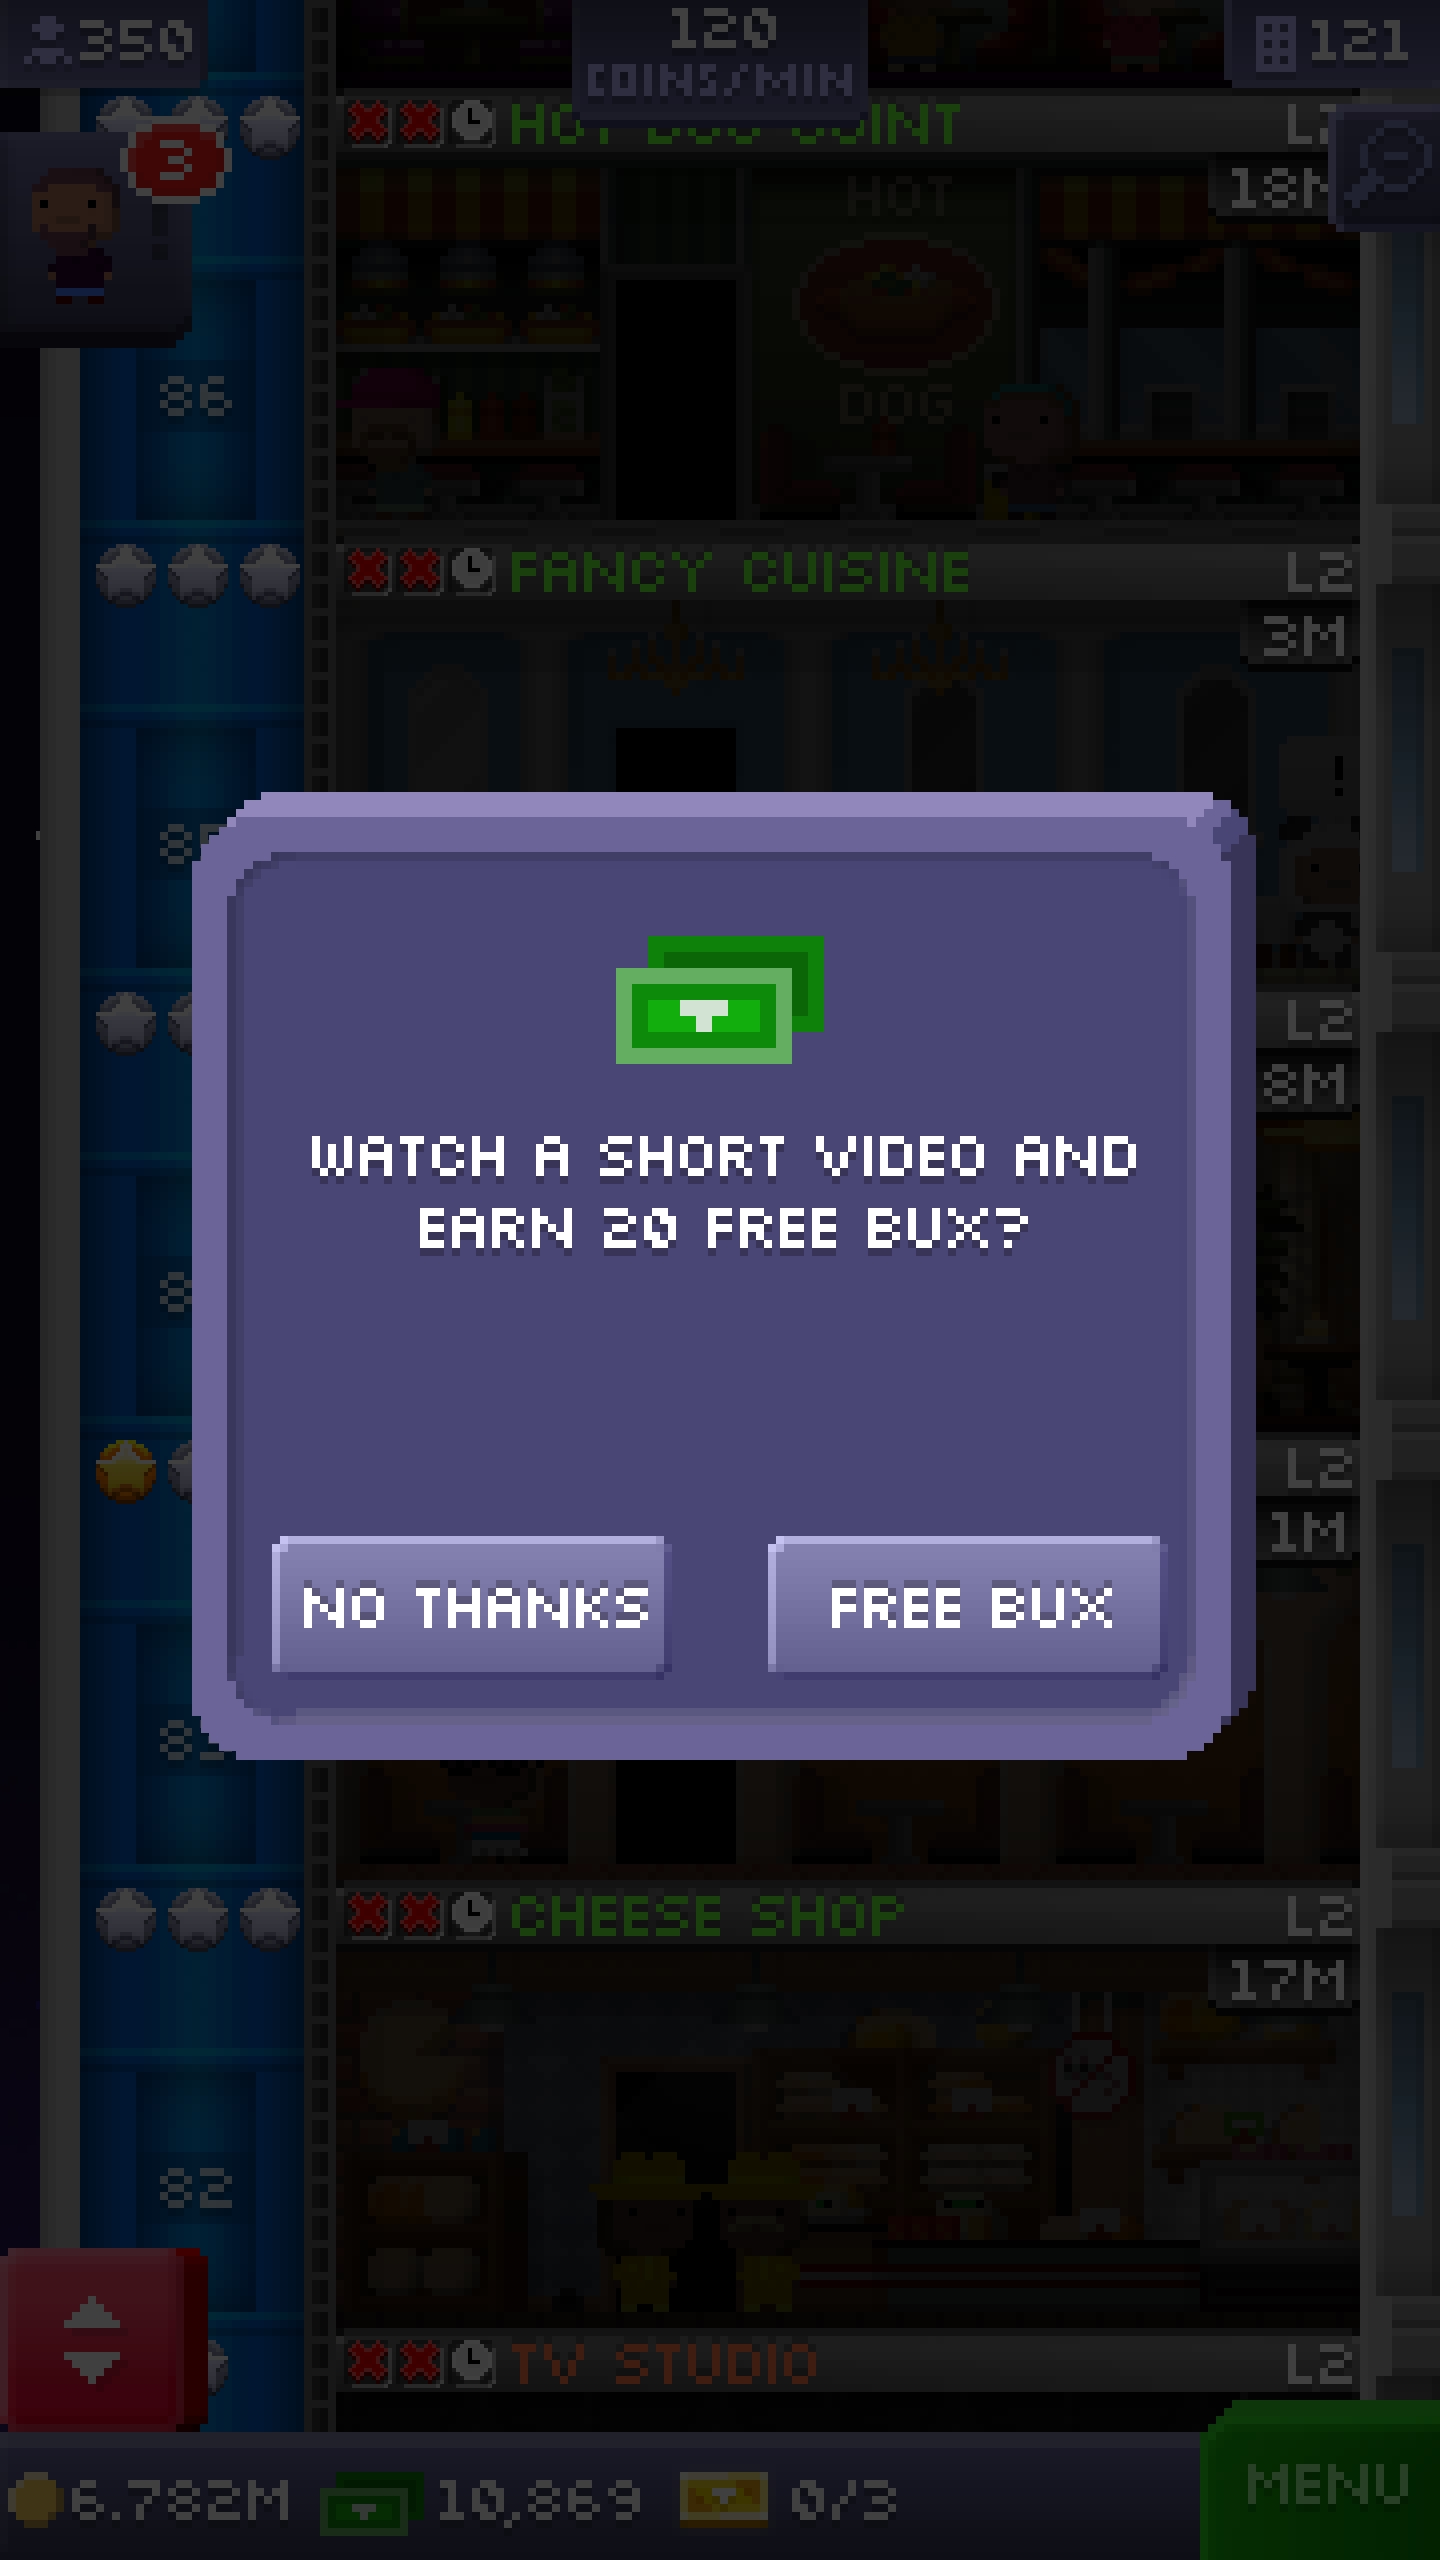 350
120
COINS/MIN
121
3
HOT DOG JOINT
18M
HOT
DOG
86
FANCY CUISINE L2
3M
!
L2
8M
WATCH A SHORT VIDEO AND
EARN 20 FREE BUX?
L2
1M
NO THANKS FREE BUX
CHEESE SHOP L2
17M
82
TV STUDIO L2
6.782M 10,869 0/3
MENU